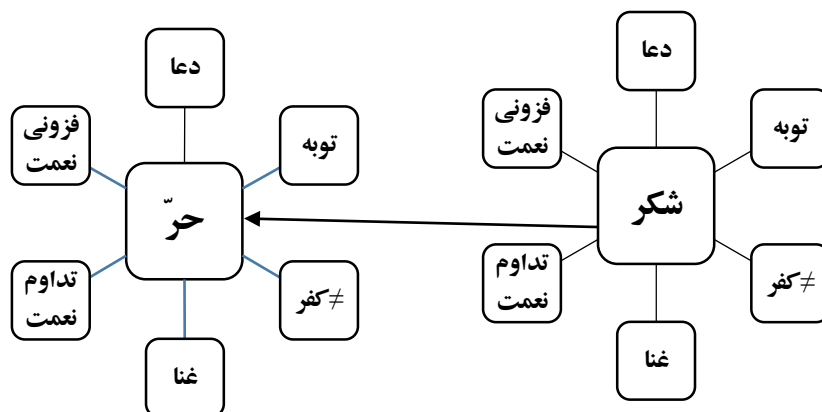 دعا
توبه
≠کفر
غنا
تداوم
نعمت
فزونی
نعمت
شکر
دعا
توبه
≠کفر
غنا
تداوم
نعمت
فزونی
نعمت
حرّ